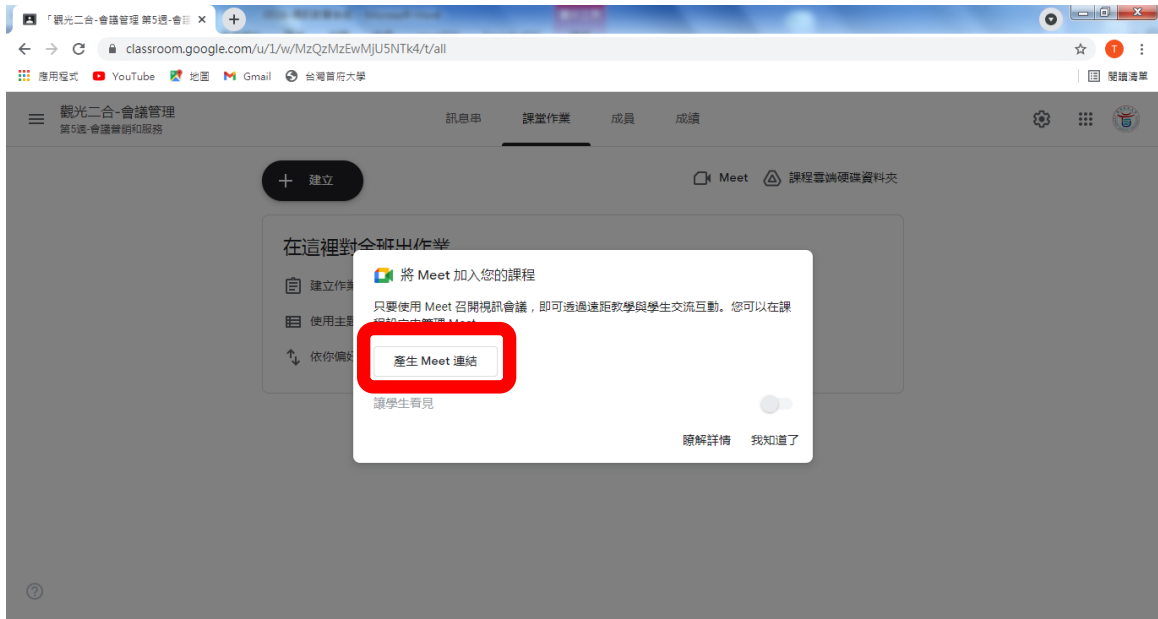 「觀光二合-會議管理 第5週-會議
classroom.google.com/u/1/w/MzQzMzEwMjU5NTk4/t/all
T
應用程式 YouTube 地圖 Gmail 台灣首府大學 閱讀清單
觀光二合-會議管理
第5週-會議營銷和服務
訊息串 課堂作業 成員 成績
建立 Meet 課程雲端硬碟資料夾
在這裡對全班出作業
將 Meet 加入您的課程
建立作業
只要使用 Meet 召開視訊會議，即可透過遠距教學與學生交流互動。您可以在課
使用主題
程設定中管理 Meet
依你偏好
產生 Meet 連結
讓學生看見
瞭解詳情 我知道了